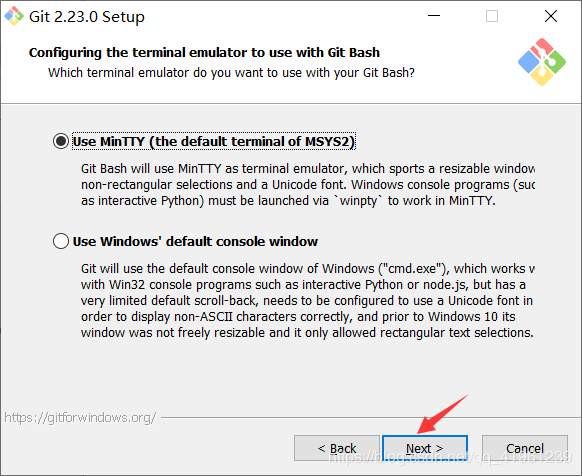 Git 2.23.0 Setup
Configuring the terminal emulator to use with Git Bash
Which terminal emulator do you want to use with your Git Bash?
Use MinTTY (the default terminal of MSYS2)
Git Bash will use MinTTY as terminal emulator, which sports a resizable window
non-rectangular selections and a Unicode font. Windows console programs (suc
as interactive Python) must be launched via `winpty` to work in MinTTY.
Use Windows' default console window
Git will use the default console window of Windows ("cmd.exe"), which works w
with Win32 console programs such as interactive Python or node.js, but has a
very limited default scroll-back, needs to be configured to use a Unicode font in
order to display non-ASCII characters correctly, and prior to Windows 10 its
window was not freely resizable and it only allowed rectangular text selections.
https://gitforwindows.org/
< Back
Next >
Cancel